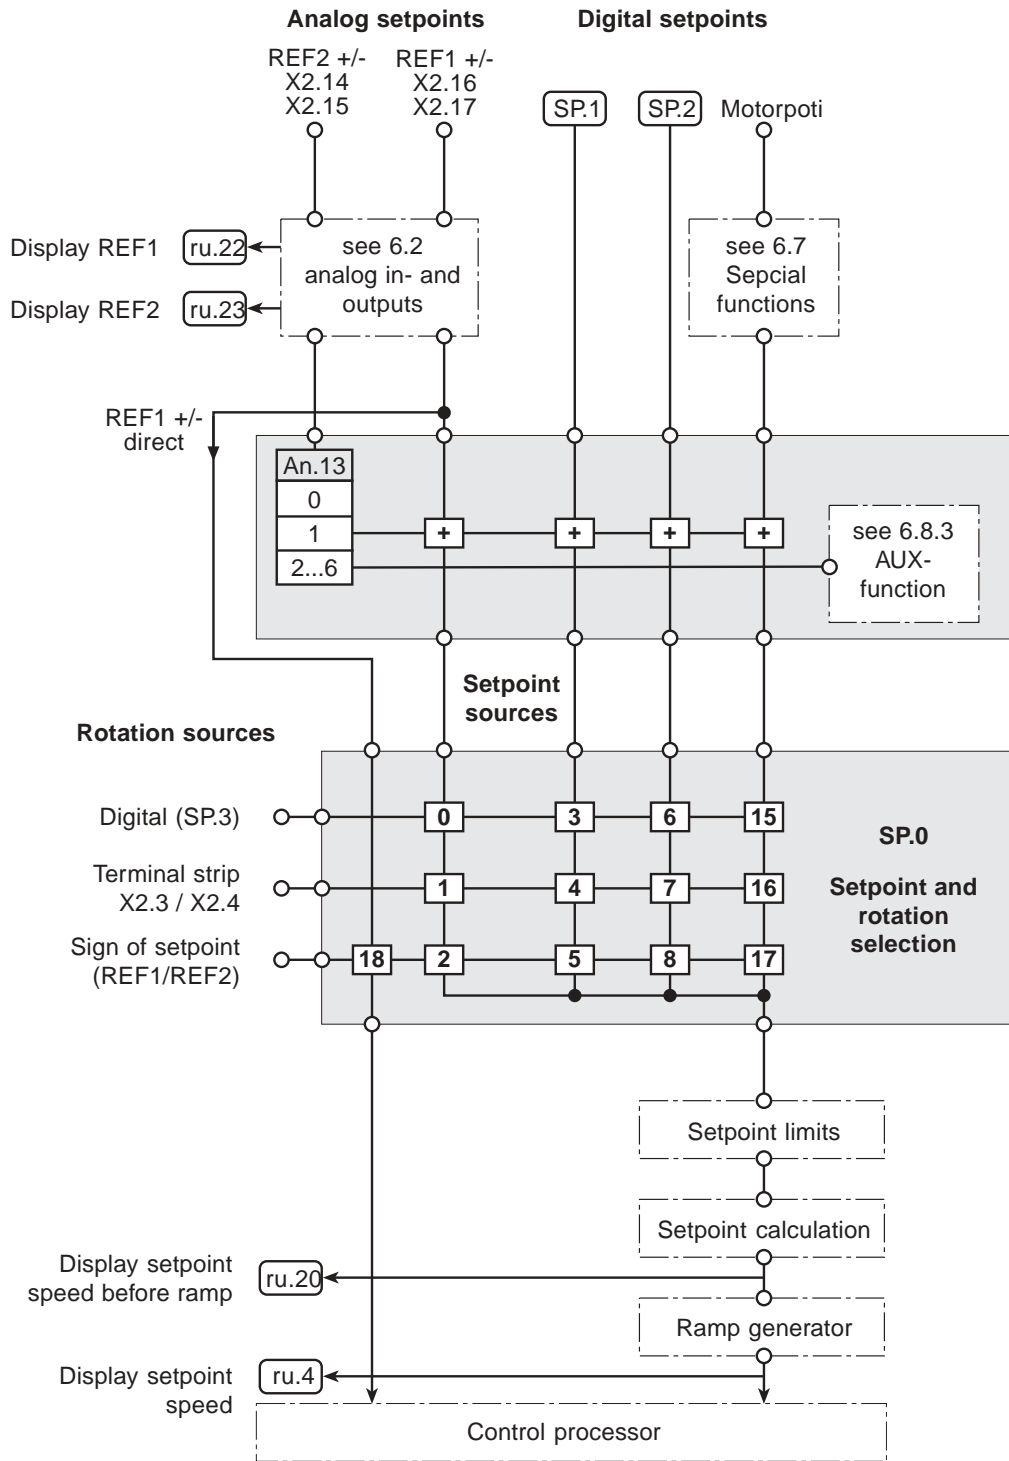 Analog setpoints
Digital setpoints
REF2 +/-
X2.14
X2.15
REF1 +/-
X2.16
X2.17
SP.1
SP.2
Motorpoti
Display REF1
ru.22
Display REF2
ru.23
see 6.2
analog in- and
outputs
see 6.7
Sepcial
functions
REF1 +/-
direct
An.13
0
1
2...6
+
+
+
+
see 6.8.3
AUX-
function
Setpoint
sources
Rotation sources
Digital (SP.3)
0
3
6
15
Terminal strip
X2.3 / X2.4
1
4
7
16
Sign of setpoint
(REF1/REF2)
18
2
5
8
17
SP.0
Setpoint and
rotation
selection
Setpoint limits
Setpoint calculation
Display setpoint
speed before ramp
ru.20
Ramp generator
Display setpoint
speed
ru.4
Control processor